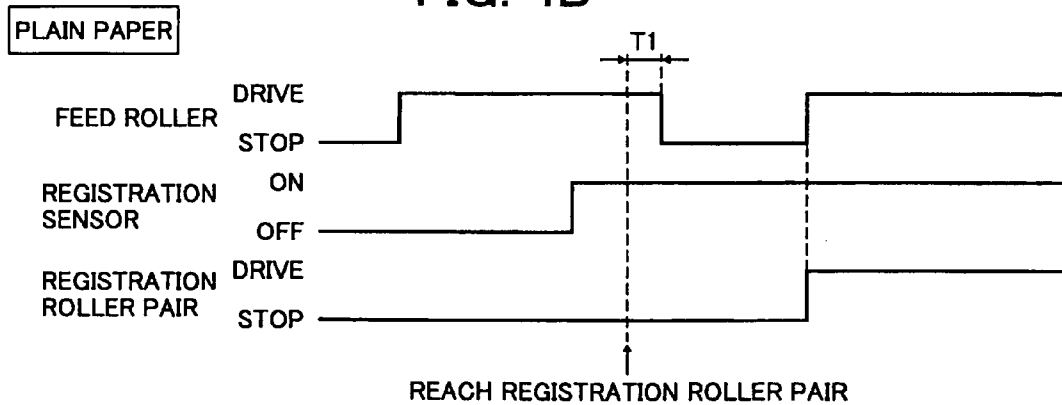 FIG.
PLAIN PAPER
T1
FEED ROLLER
DRIVE
STOP
REGISTRATION
SENSOR
ON
OFF
REGISTRATION
ROLLER PAIR
DRIVE
STOP
REACH REGISTRATION ROLLER PAIR